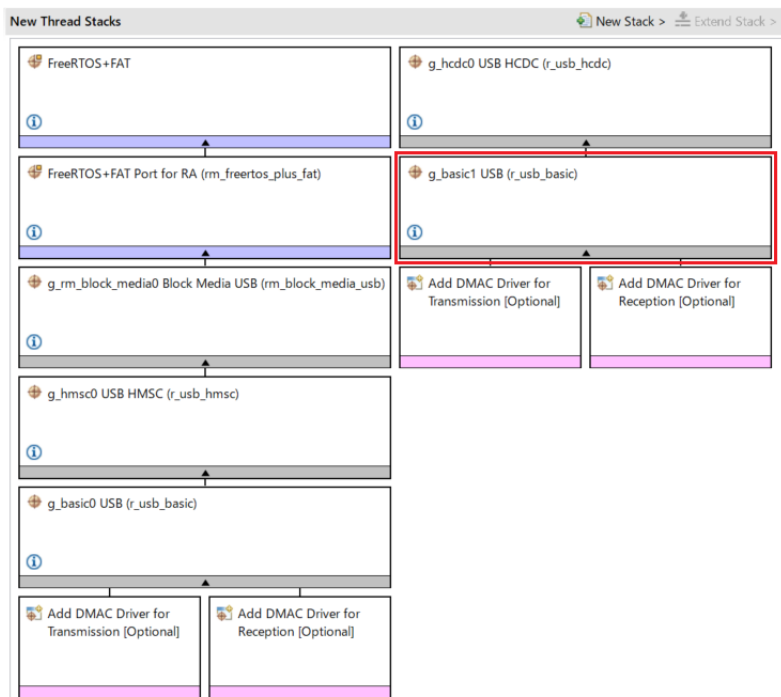 New Thread Stacks
New Stack >
Extend Stack >
FreeRTOS+FAT
g_hcdc0 USB HCDC (r_usb_hcdc)
FreeRTOS+FAT Port for RA (rm_freertos_plus_fat)
g_basic1 USB (r_usb_basic)
g_rm_block_media0 Block Media USB (rm_block_media_usb)
Add DMAC Driver for
Transmission [Optional]
Add DMAC Driver for
Reception [Optional]
g_hmsc0 USB HMSC (r_usb_hmsc)
g_basic0 USB (r_usb_basic)
Add DMAC Driver for
Transmission [Optional]
Add DMAC Driver for
Reception [Optional]